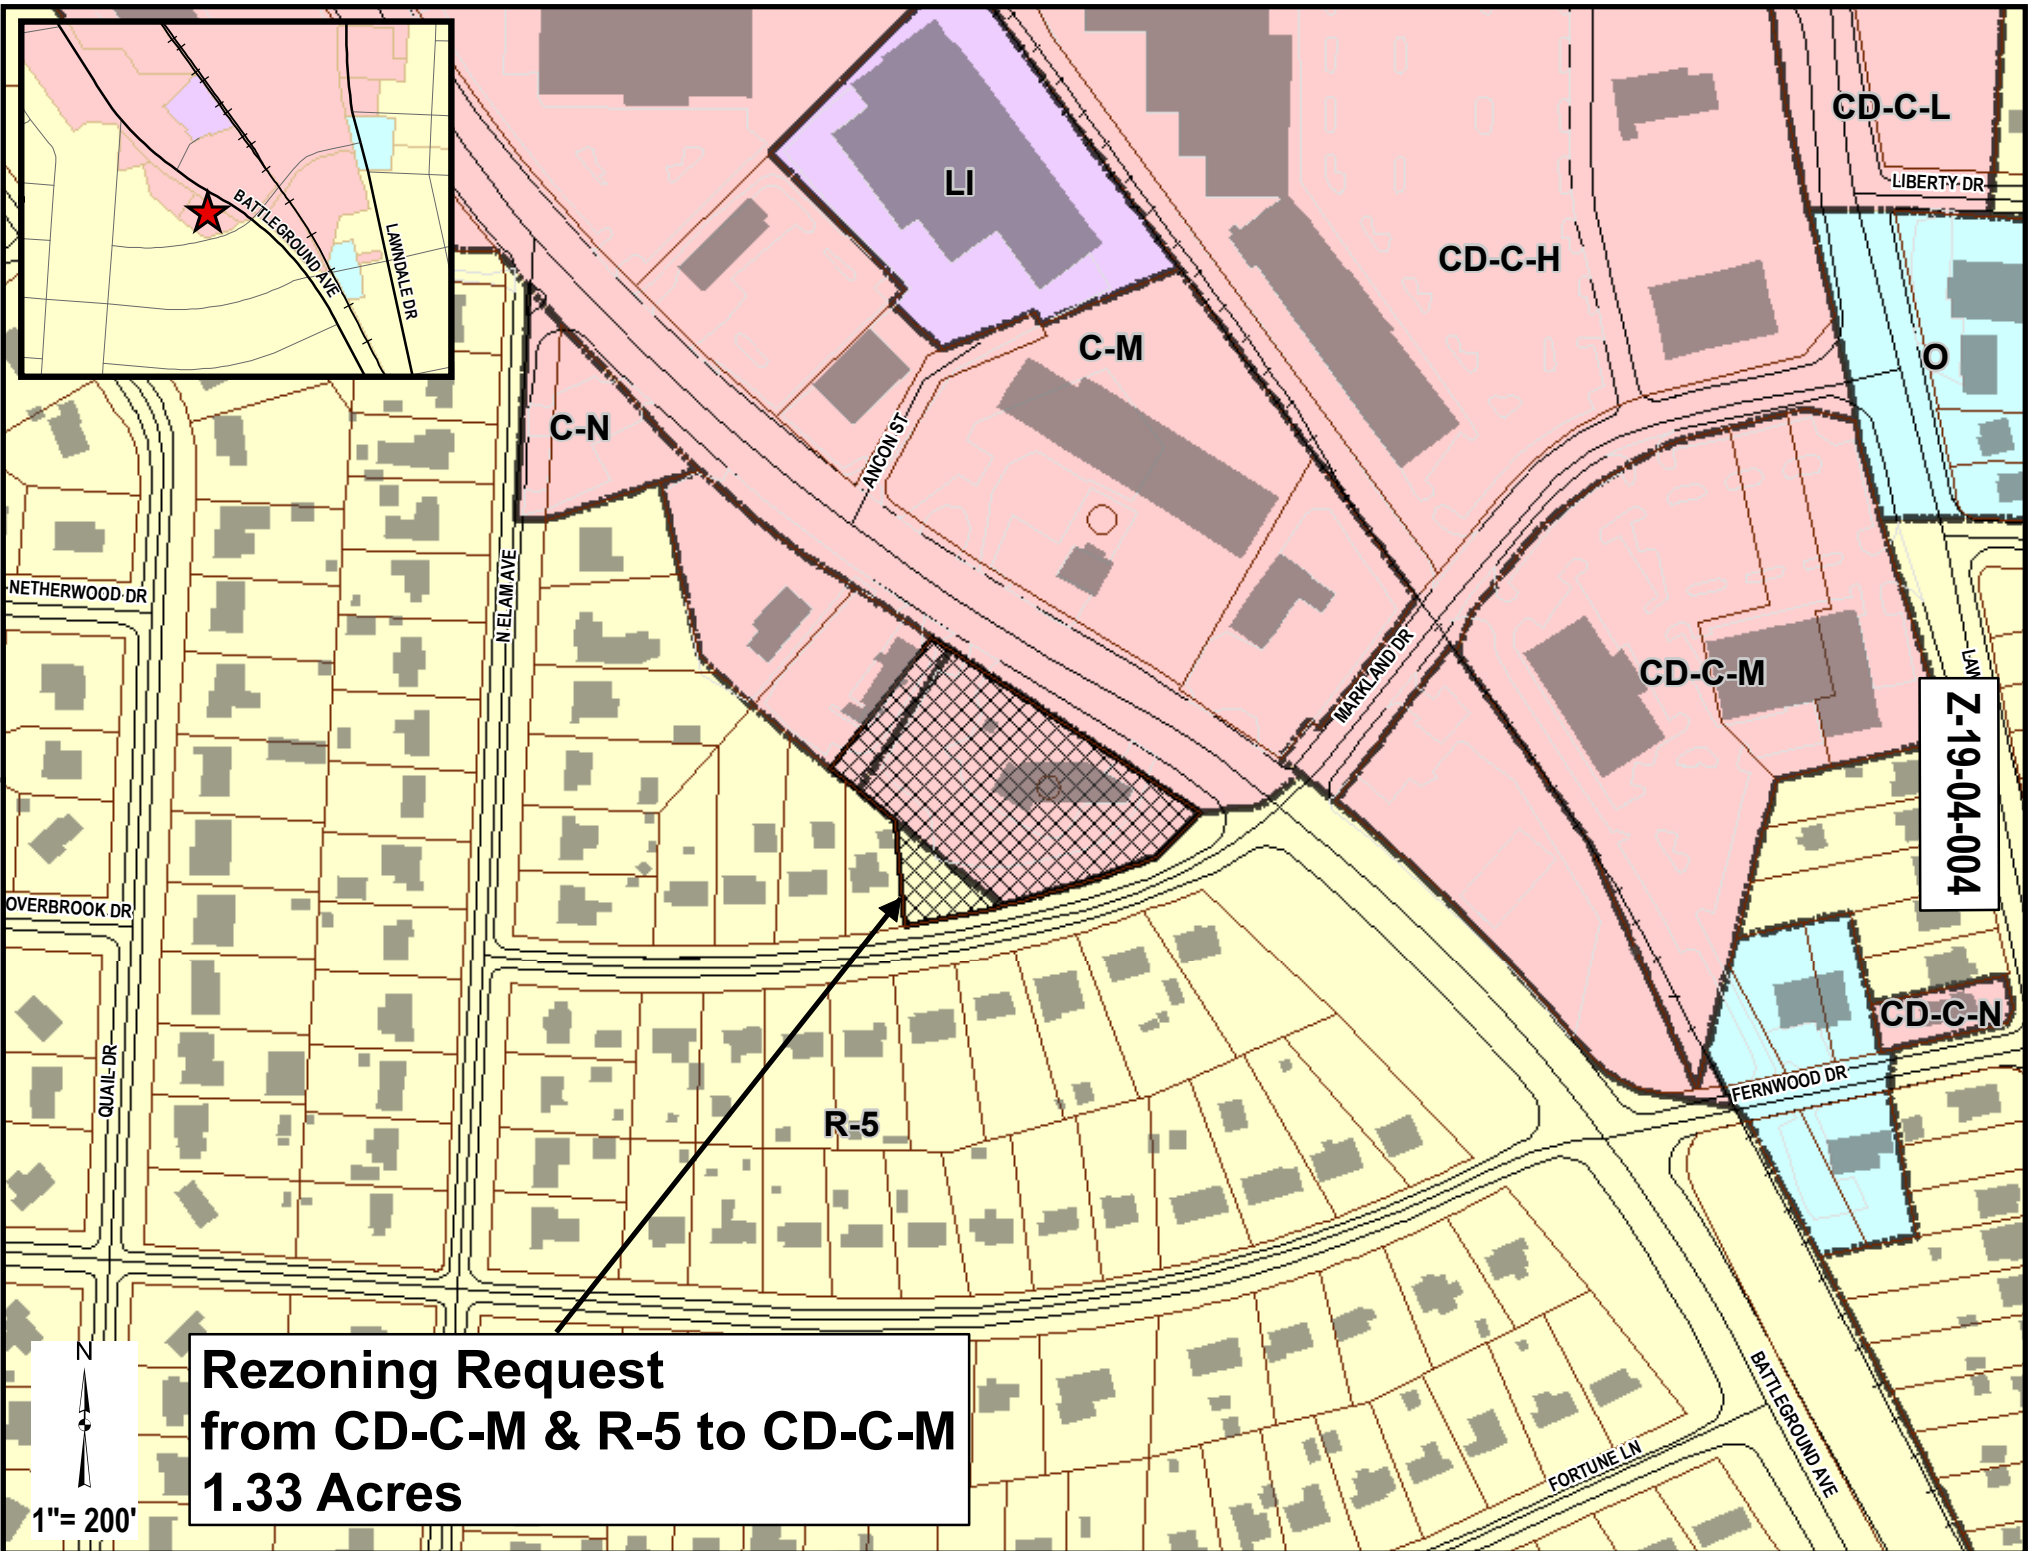 BATTLEGROUND AVE
LAWNDALE DR
CD-C-L
LI
LIBERTY DR
CD-C-H
C-M
O
C-N
ANCON ST
N ELAM AVE
NETHERWOOD DR
MARKLAND DR
CD-C-M
LAW
Z-19-04-004
OVERBROOK DR
CD-C-N
QUAIL DR
FERNWOOD DR
R-5
N
1"= 200'
Rezoning Request
from CD-C-M & R-5 to CD-C-M
1.33 Acres
BATTLEGROUND AVE
FORTUNE LN